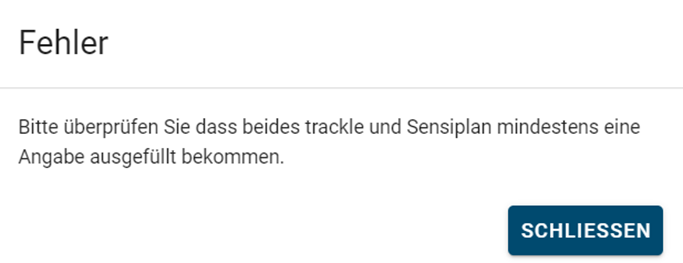 Fehler
Bitte überprüfen Sie dass beides trackle und Sensiplan mindestens eine
Angabe ausgefüllt bekommen.
SCHLIESSEN